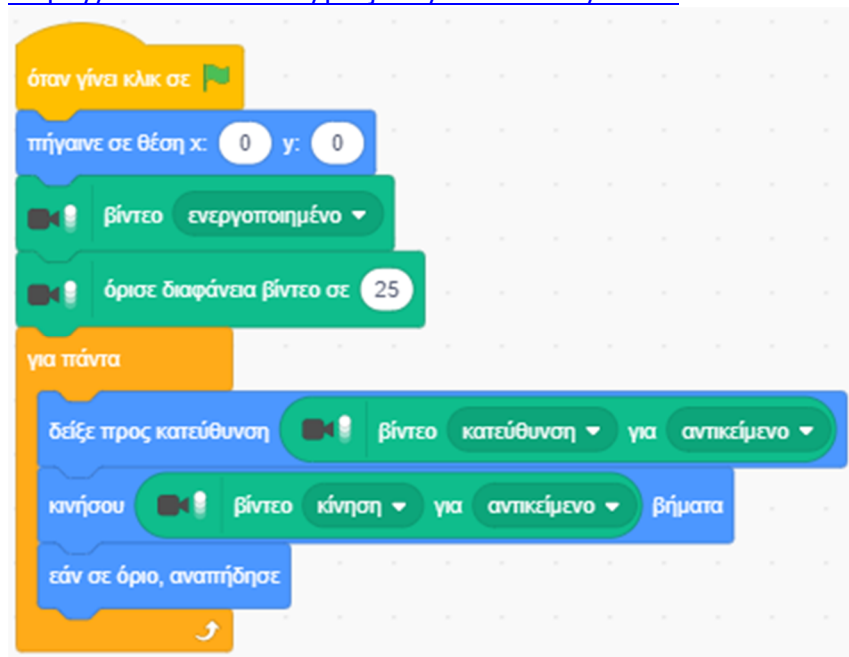 όταν γίνει κλικ σε
πήγαινε σε θέση x: 0 y: 0
βίντεο ενεργοποιημένο
όρισε διαφάνεια βίντεο σε 25
για πάντα
δείξε προς κατεύθυνση βίντεο κατεύθυνση για αντικείμενο
κινήσου βίντεο κίνηση για αντικείμενο βήματα
εάν σε όριο, αναπήδησε